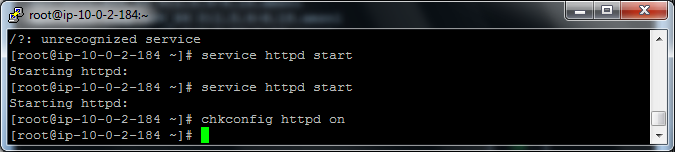 root@ip-10-0-2-184:~
/?: unrecognized service
[root@ip-10-0-2-184 ~]# service httpd start
Starting httpd:
[root@ip-10-0-2-184 ~]# service httpd start
Starting httpd:
[root@ip-10-0-2-184 ~]# chkconfig httpd on
[root@ip-10-0-2-184 ~]#